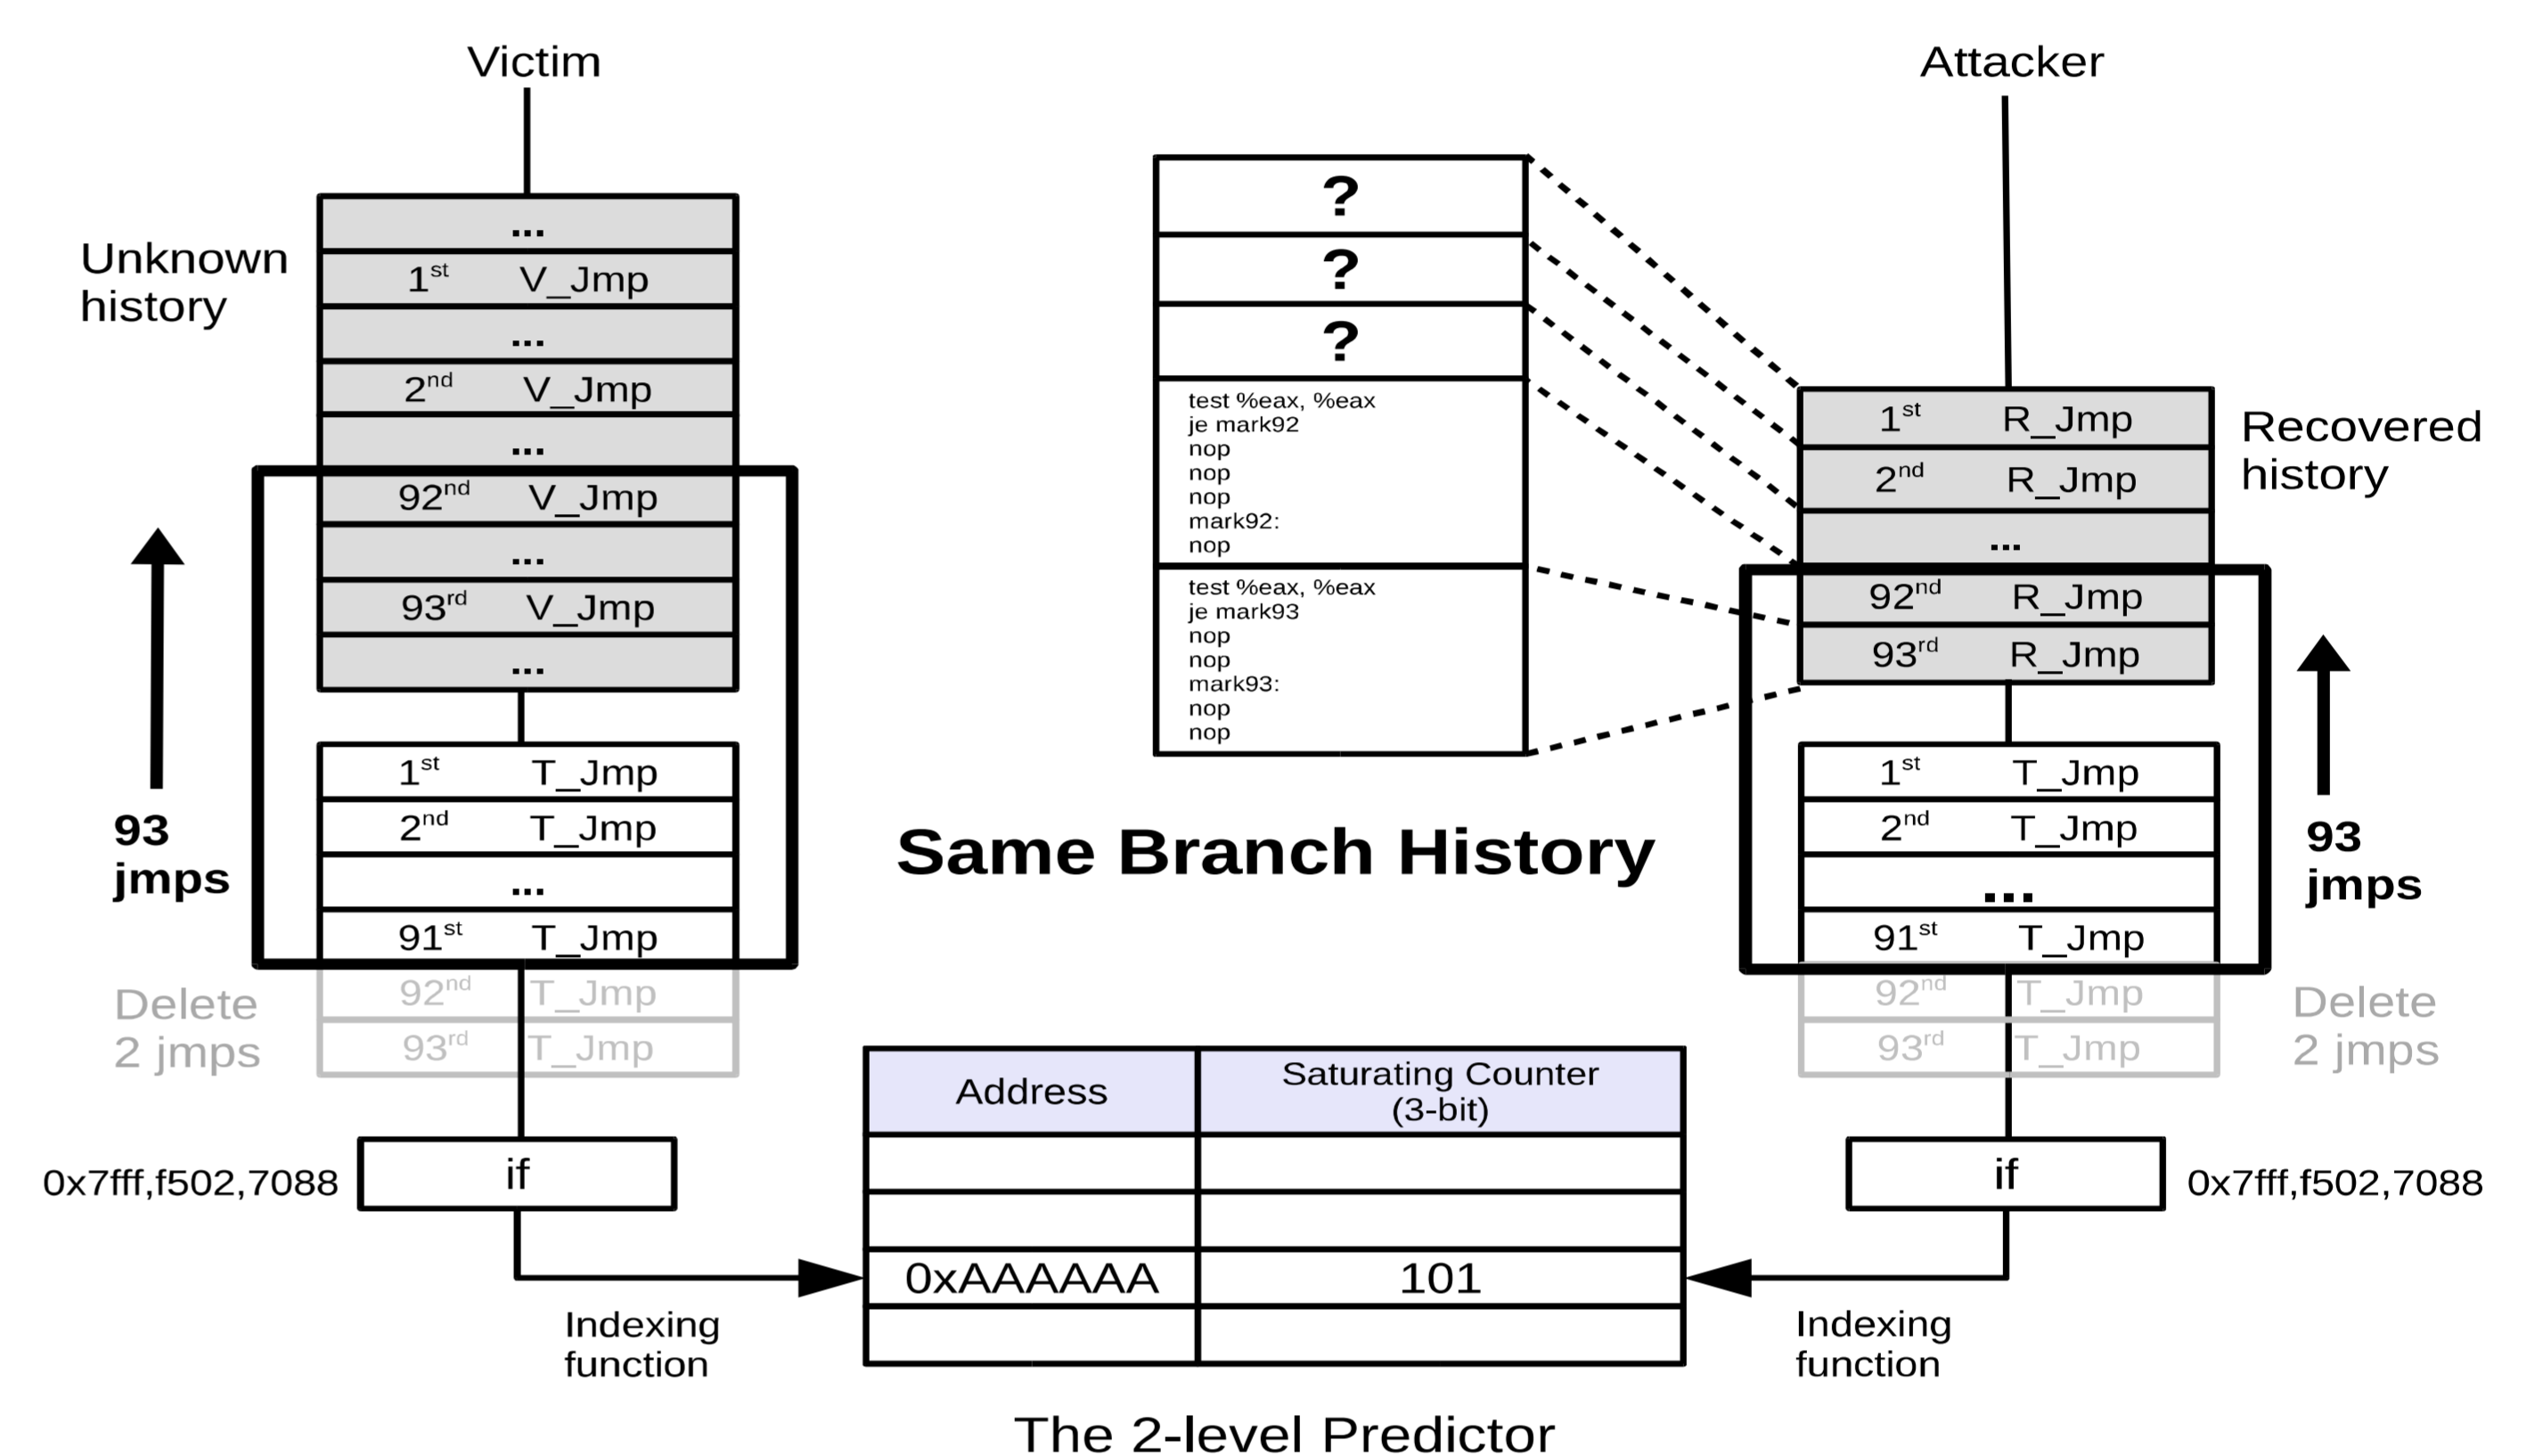 Victim
Unknown
history
...
1st V_Jmp
...
2nd V_Jmp
...
92nd V_Jmp
...
93rd V_Jmp
...
1st T_Jmp
2nd T_Jmp
...
91st T_Jmp
92nd T_Jmp
93rd T_Jmp
93
jmps
Delete
2 jmps
0x7fff,f502,7088
if
Indexing
function
?
?
?
test %eax, %eax
je mark92
nop
nop
nop
mark92:
nop
test %eax, %eax
je mark93
nop
nop
mark93:
nop
nop
Same Branch History
Address
Saturating Counter
(3-bit)
0xAAAAAA 101
The 2-level Predictor
Attacker
1st R_Jmp
2nd R_Jmp
...
92nd R_Jmp
93rd R_Jmp
Recovered
history
1st T_Jmp
2nd T_Jmp
...
91st T_Jmp
92nd T_Jmp
93rd T_Jmp
93
jmps
Delete
2 jmps
if
0x7fff,f502,7088
Indexing
function